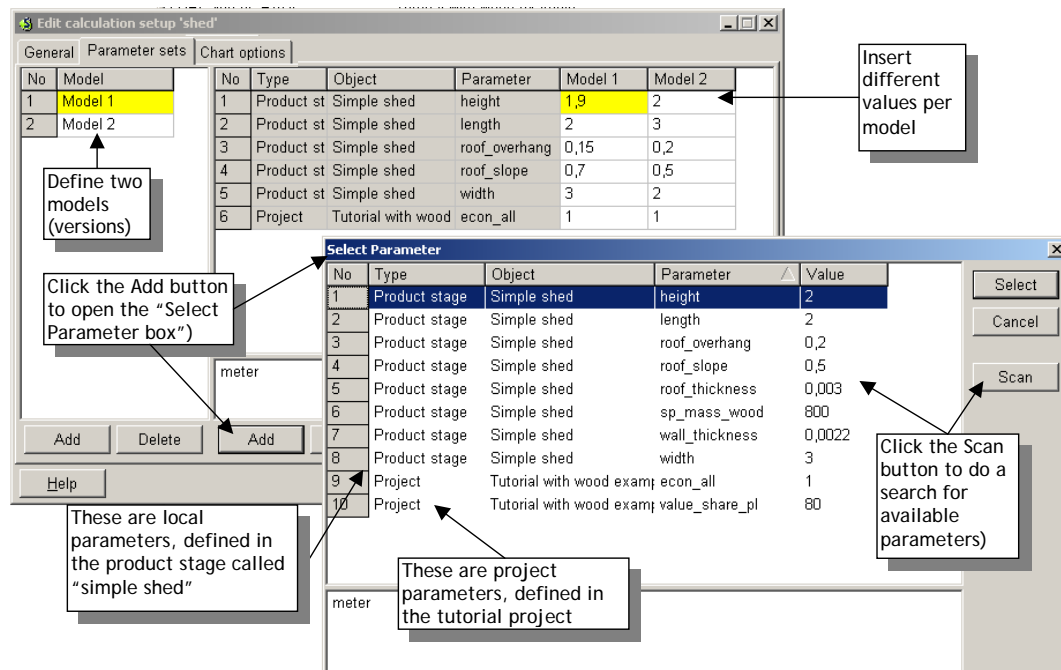 Edit calculation setup 'shed'
General Parameter sets Chart options
No Model
1 Model 1
2 Model 2
No Type Object Parameter Model 1 Model 2
1 Product st Simple shed height 1,9 2
2 Product st Simple shed length 2 3
3 Product st Simple shed roof_overhang 0,15 0,2
4 Product st Simple shed roof_slope 0,7 0,5
5 Product st Simple shed width 3 2
6 Project Tutorial with wood econ_all 1 1
Insert
different
values per
model
Define two
models
(versions)
Click the Add button
to open the “Select
Parameter box”)
meter
Add Delete Add
Help
Select Parameter
No Type Object Parameter Value
1 Product stage Simple shed height 2
2 Product stage Simple shed length 2
3 Product stage Simple shed roof_overhang 0,2
4 Product stage Simple shed roof_slope 0,5
5 Product stage Simple shed roof_thickness 0,003
6 Product stage Simple shed sp_mass_wood 800
7 Product stage Simple shed wall_thickness 0,0022
8 Product stage Simple shed width 3
9 Project Tutorial with wood examp econ_all 1
10 Project Tutorial with wood examp value_share_pl 80
Select
Cancel
Scan
Click the Scan
button to do a
search for
available
parameters)
These are local
parameters, defined in
the product stage called
“simple shed”
These are project
parameters, defined in
the tutorial project
meter